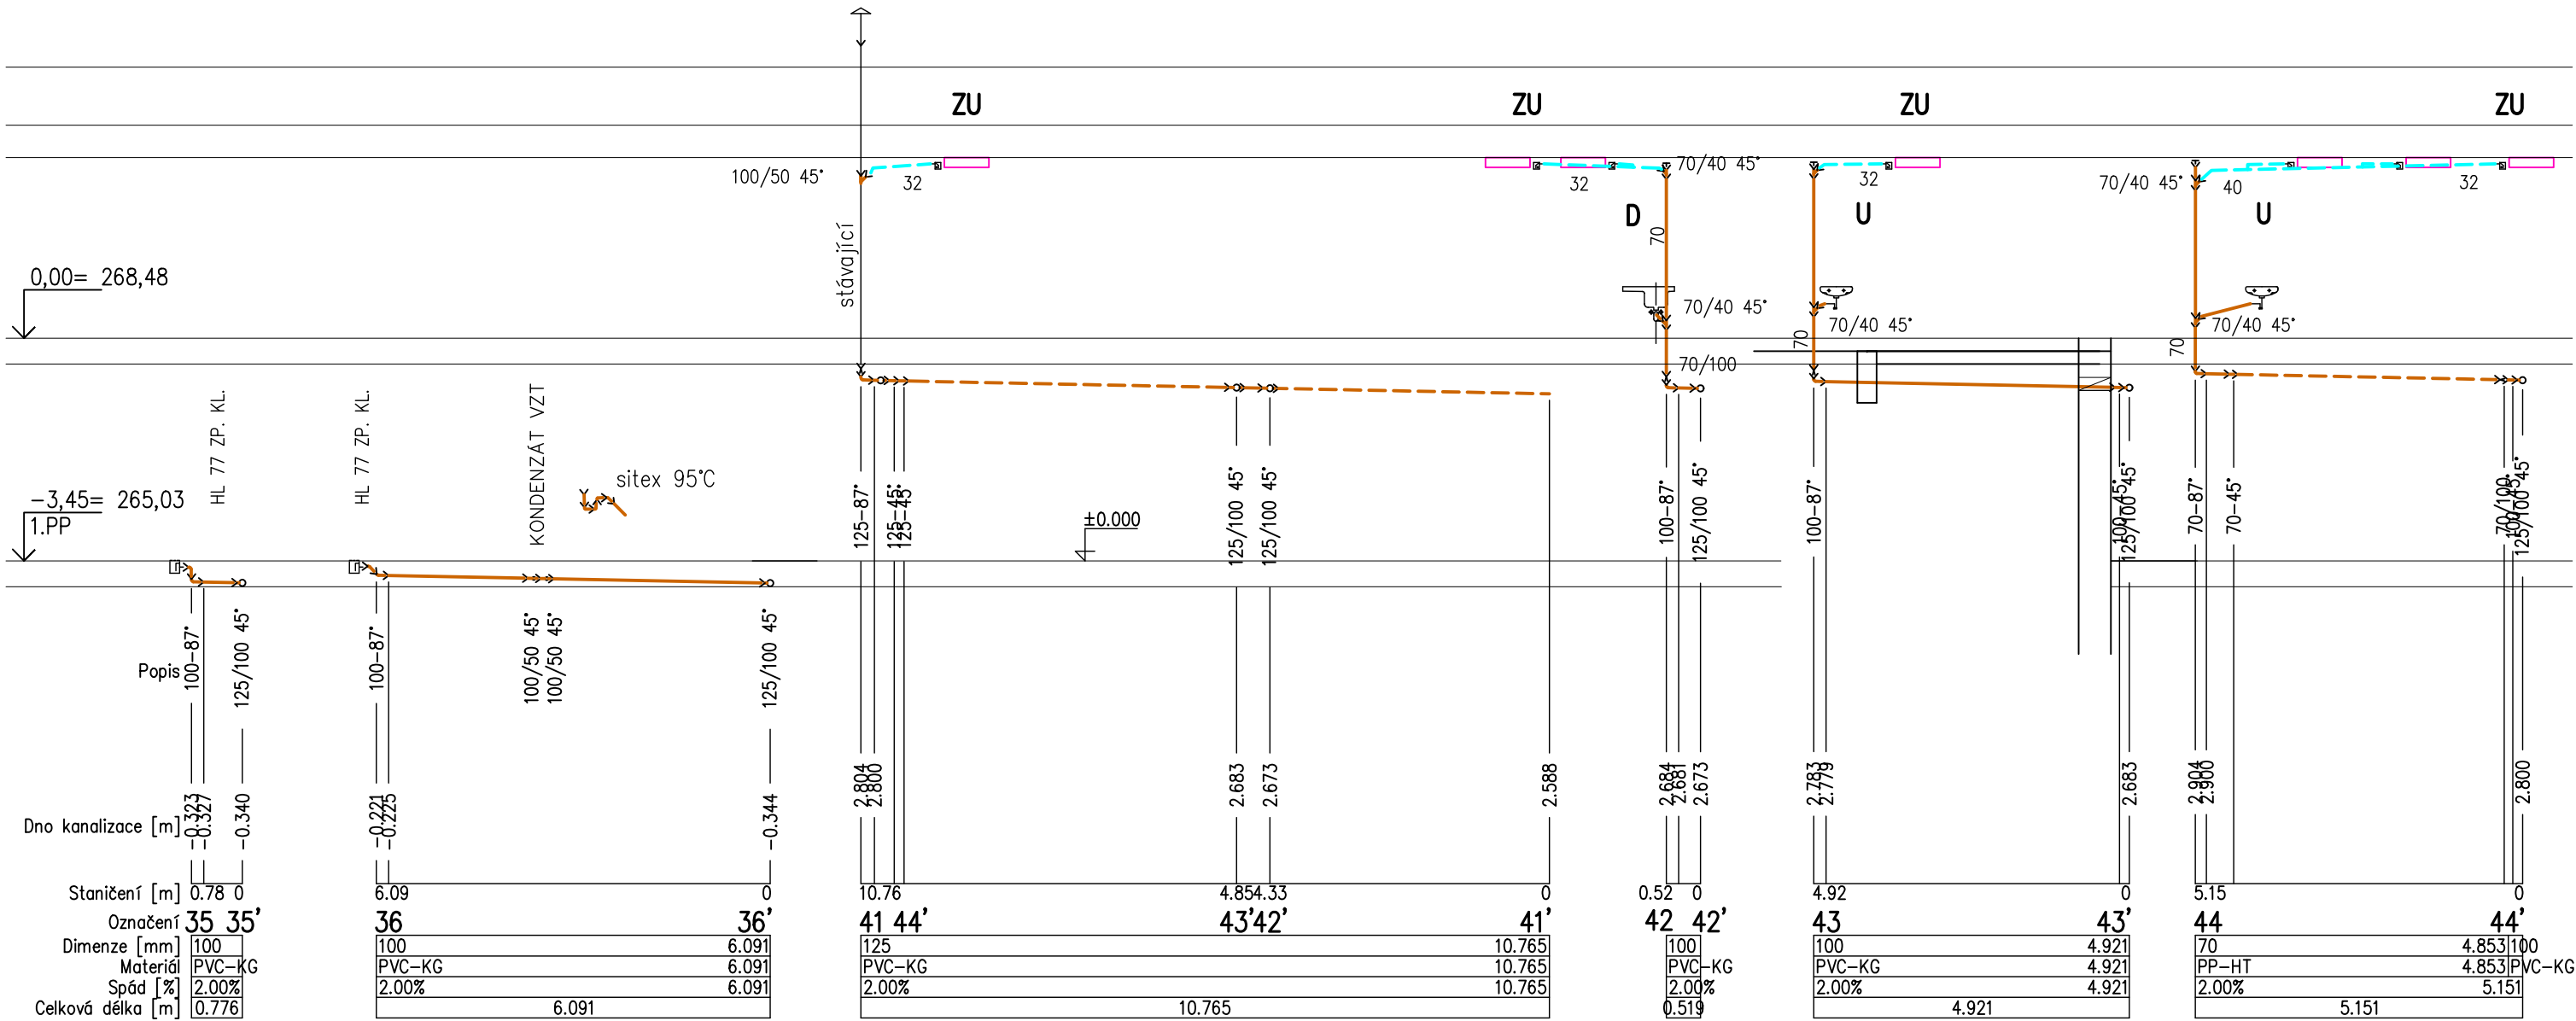 ZU ZU ZU ZU
100/50 45° 32 32 70/40 45° 32 70/40 45° 40 32
D U U
stávající
70
0,00= 268,48
70/40 45° 70/40 45° 70/40 45°
70 70
70/100
HL 77 ZP. KL.
HL 77 ZP. KL.
KONDENZÁT VZT
sitex 95°C
-3,45= 265,03
1.PP
±0.000
125-87°
125-45°
125-45°
125/100 45°
125/100 45°
100-87°
125/100 45°
100-87°
100-45°
125/100 45°
70-87°
70-45°
70/100
100-45°
125/100 45°
Popis
100-87°
125/100 45°
100-87°
100/50 45°
100/50 45°
125/100 45°
Dno kanalizace [m]
-0.323
-0.327
-0.340
-0.221
-0.225
-0.344
2.804
2.800
2.683
2.673
2.588
2.684
2.681
2.673
2.783
2.779
2.683
2.904
2.900
2.800
Staničení [m] 0.78 0 6.09 0 10.76 4.85 4.33 0 0.52 0 4.92 0 5.15 0
Označení 35 35' 36 36' 41 44' 43' 42' 41' 42 42' 43 43' 44 44'
Dimenze [mm] 100 100 6.091 125 10.765 100 100 4.921 70 4.853 100
Materiál PVC-KG PVC-KG 6.091 PVC-KG 10.765 PVC-KG PVC-KG 4.921 PP-HT 4.853 PVC-KG
Spád [%] 2.00% 2.00% 6.091 2.00% 10.765 2.00% 2.00% 4.921 2.00% 5.151
Celková délka [m] 0.776 6.091 10.765 0.519 4.921 5.151